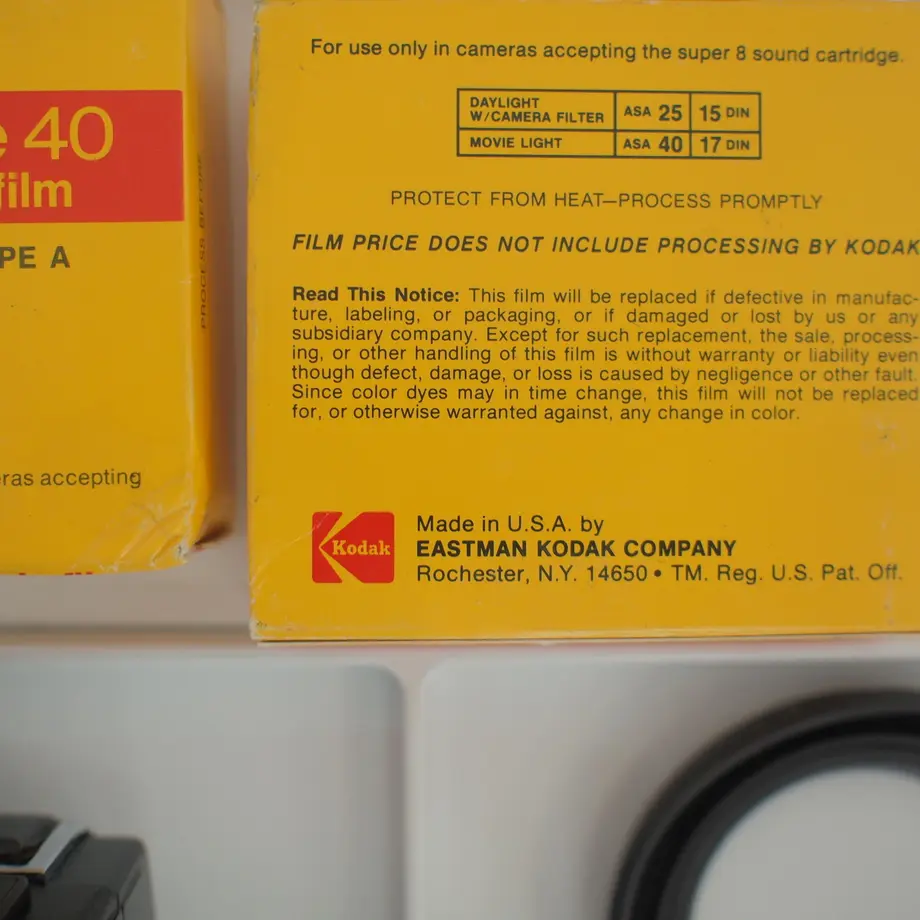 e 40
film
PE A
PROCESS BEFORE
ras accepting
For use only in cameras accepting the super 8 sound cartridge.
DAYLIGHT W/CAMERA FILTER ASA 25 15 DIN
MOVIE LIGHT ASA 40 17 DIN
PROTECT FROM HEAT—PROCESS PROMPTLY
FILM PRICE DOES NOT INCLUDE PROCESSING BY KODAK
Read This Notice: This film will be replaced if defective in manufac-
ture, labeling, or packaging, or if damaged or lost by us or any
subsidiary company. Except for such replacement, the sale, process-
ing, or other handling of this film is without warranty or liability even
though defect, damage, or loss is caused by negligence or other fault.
Since color dyes may in time change, this film will not be replaced
for, or otherwise warranted against, any change in color.
Kodak
Made in U.S.A. by
EASTMAN KODAK COMPANY
Rochester, N.Y. 14650 • TM. Reg. U.S. Pat. Off.